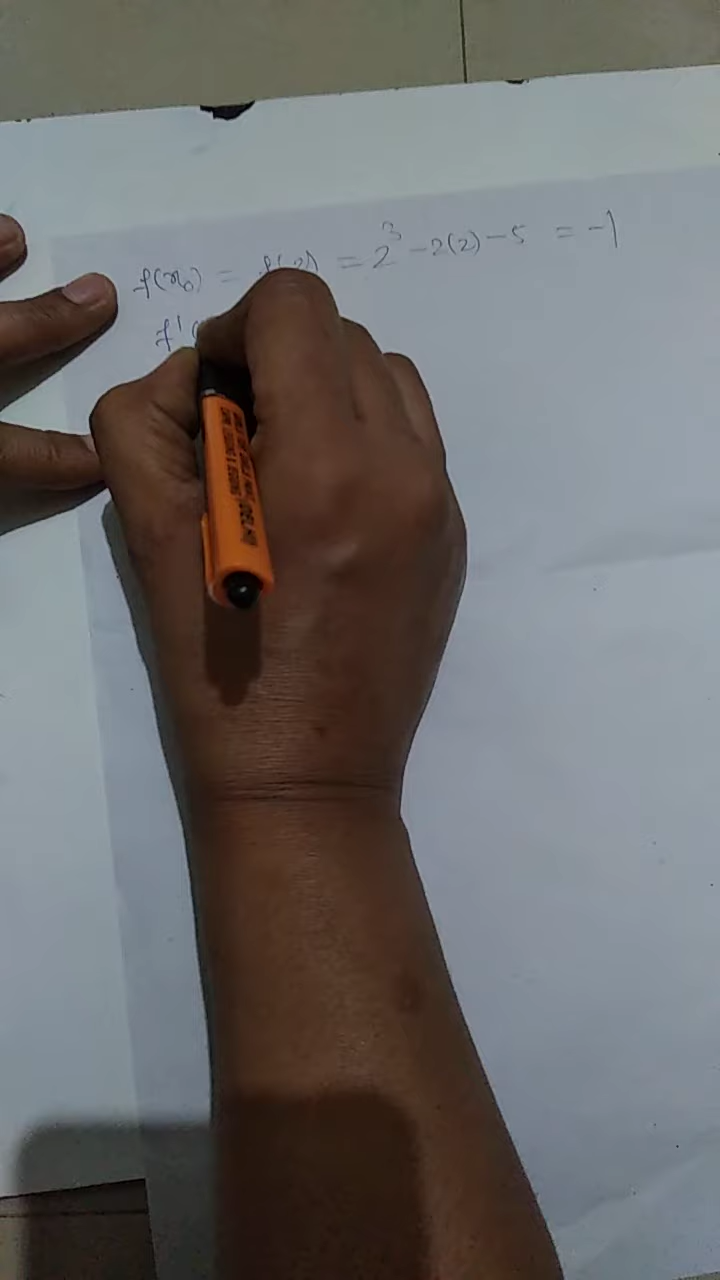 f(x₀) = f(2) = 2³ - 2(2) - 5 = -1
f'(